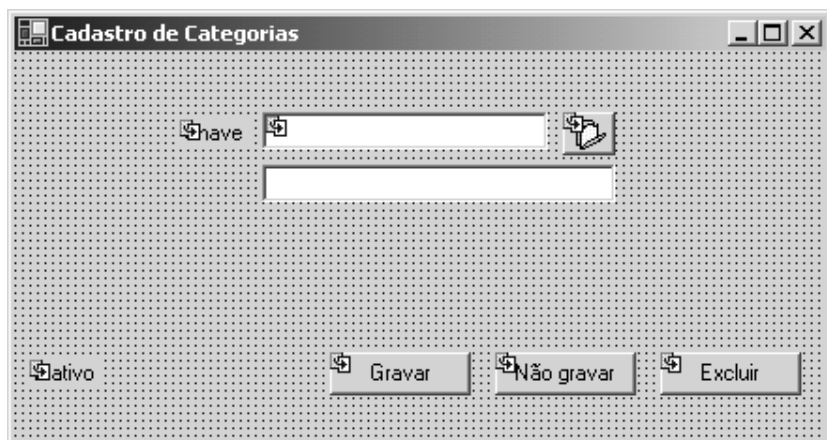 Cadastro de Categorias
have
ativo
Gravar
Não gravar
Excluir